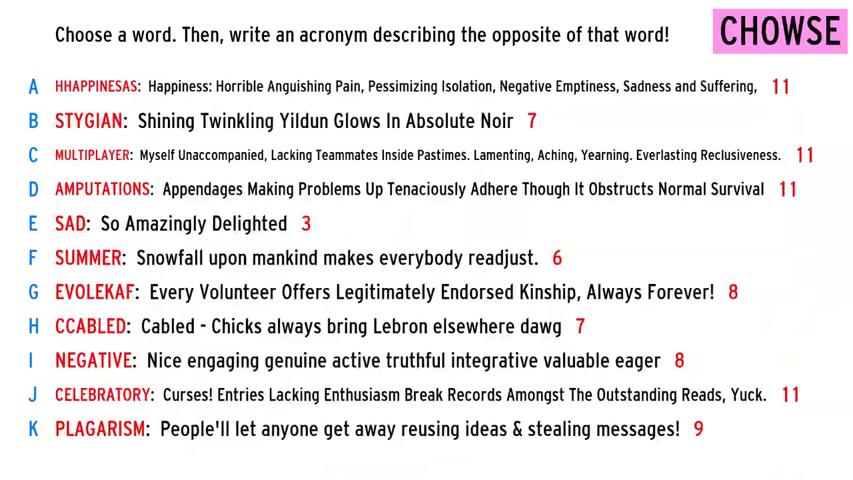 Choose a word. Then, write an acronym describing the opposite of that word!
CHOWSE
A HHAPPINESAS: Happiness: Horrible Anguishing Pain, Pessimizing Isolation, Negative Emptiness, Sadness and Suffering, 11
B STYGIAN: Shining Twinkling Yildun Glows In Absolute Noir 7
C MULTIPLAYER: Myself Unaccompanied, Lacking Teammates Inside Pastimes. Lamenting, Aching, Yearning. Everlasting Reclusiveness. 11
D AMPUTATIONS: Appendages Making Problems Up Tenaciously Adhere Though It Obstructs Normal Survival 11
E SAD: So Amazingly Delighted 3
F SUMMER: Snowfall upon mankind makes everybody readjust. 6
G EVOLEKAF: Every Volunteer Offers Legitimately Endorsed Kinship, Always Forever! 8
H CCABLED: Cabled - Chicks always bring Lebron elsewhere dawg 7
I NEGATIVE: Nice engaging genuine active truthful integrative valuable eager 8
J CELEBRATORY: Curses! Entries Lacking Enthusiasm Break Records Amongst The Outstanding Reads, Yuck. 11
K PLAGARISM: People'll let anyone get away reusing ideas & stealing messages! 9